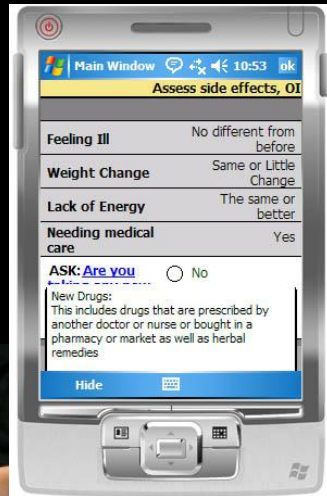 Main Window 10:53 ok
Assess side effects, OI
Feeling Ill No different from
before
Weight Change Same or Little
Change
Lack of Energy The same or
better
Needing medical
care Yes
ASK: Are you No
New Drugs:
This includes drugs that are prescribed by
another doctor or nurse or bought in a
pharmacy or market as well as herbal
remedies
Hide